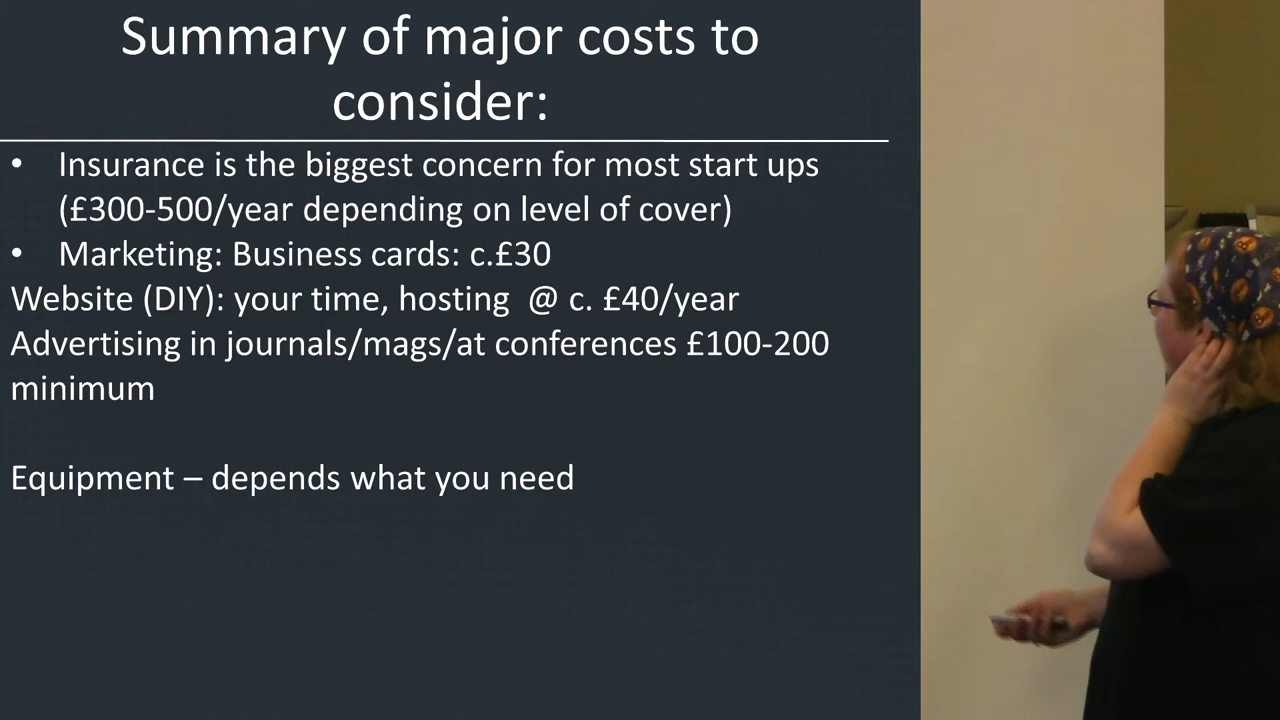 Summary of major costs to
consider:
• Insurance is the biggest concern for most start ups
(£300-500/year depending on level of cover)
• Marketing: Business cards: c.£30
Website (DIY): your time, hosting  @ c. £40/year
Advertising in journals/mags/at conferences £100-200
minimum
Equipment – depends what you need